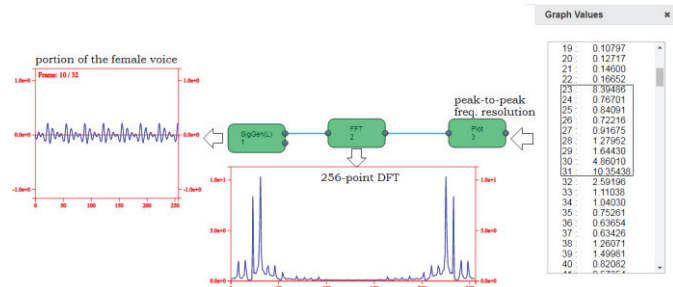 Graph Values ×
portion of the female voice
1.0e+0 Frame: 10 / 32 1.0e+0
0.0e+0 0.0e+0
-1.0e+0 -1.0e+0
0 50 100 150 200 250
SigGen(L)
1
FFT
2
Plot
3
peak-to-peak
freq. resolution
256-point DFT
1.0e+1 1.0e+1
5.0e+0 5.0e+0
0.0e+0 0.0e+0
19 : 0.10797
20 : 0.12717
21 : 0.14600
22 : 0.16652
23 : 8.39486
24 : 0.76701
25 : 0.84091
26 : 0.72216
27 : 0.91675
28 : 1.27952
29 : 1.64430
30 : 4.86010
31 : 10.35438
32 : 2.59196
33 : 1.11038
34 : 1.04030
35 : 0.75261
36 : 0.63654
37 : 0.63426
38 : 1.26071
39 : 1.49981
40 : 0.82082